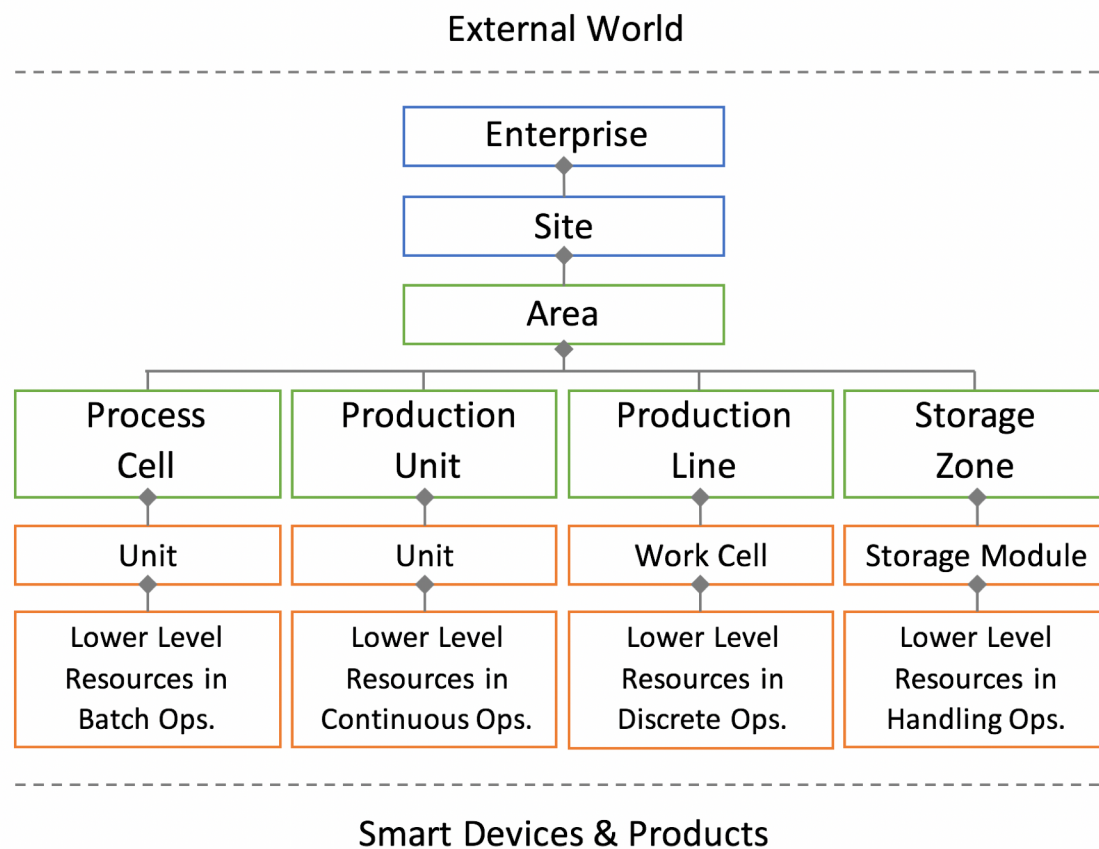 External World
Enterprise
Site
Area
Process
Cell
Production
Unit
Production
Line
Storage
Zone
Unit
Unit
Work Cell
Storage Module
Lower Level
Resources in
Batch Ops.
Lower Level
Resources in
Continuous Ops.
Lower Level
Resources in
Discrete Ops.
Lower Level
Resources in
Handling Ops.
Smart Devices & Products